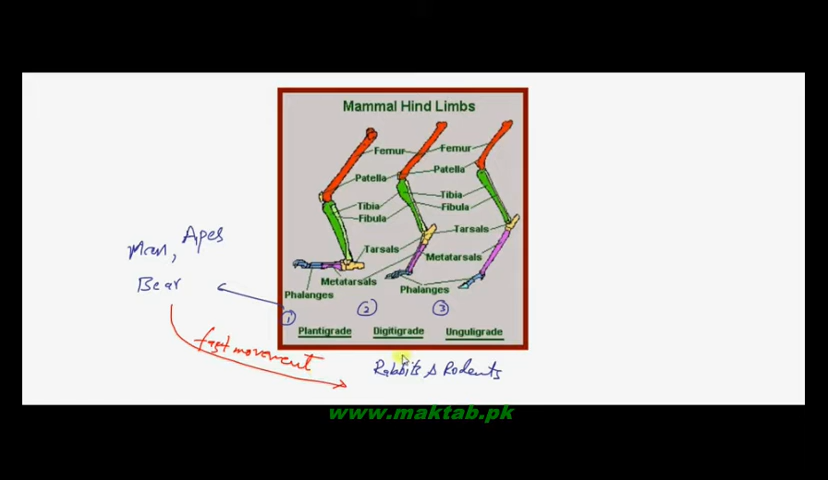 Mammal Hind Limbs
Femur Femur
Patella Patella
Tibia Tibia
Fibula Fibula
Tarsals Tarsals
Metatarsals Metatarsals
Phalanges Phalanges
1 2 3
Plantigrade Digitigrade Unguligrade
Man, Apes
Bear
fast movement
Rabbits & Rodents
www.maktab.pk